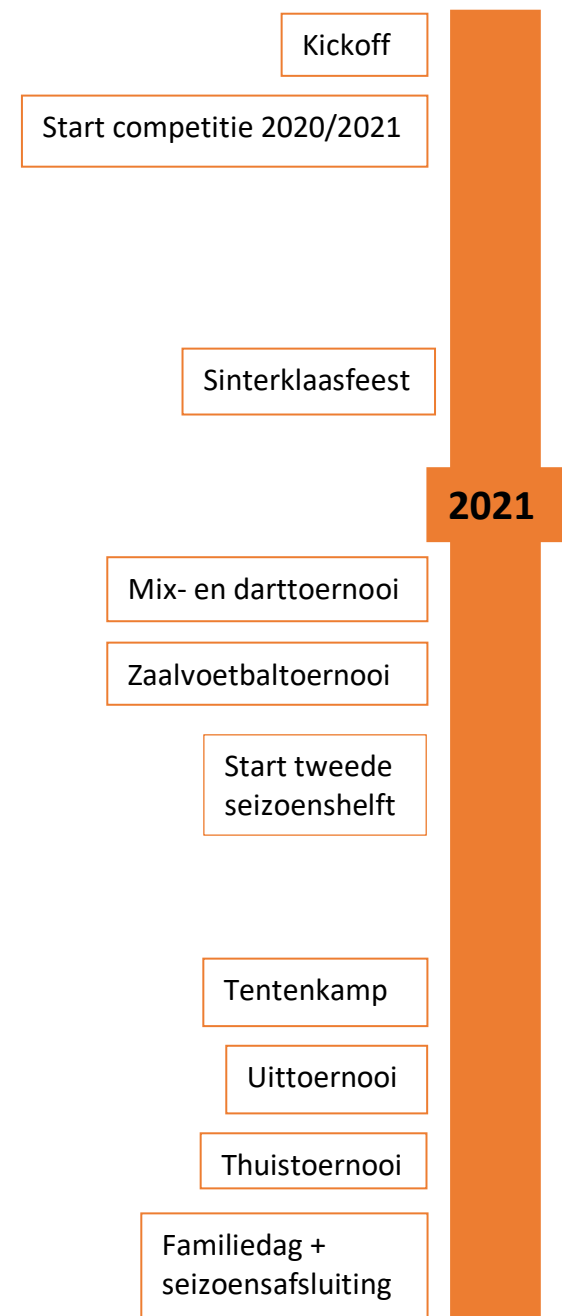 Kickoff
Start competitie 2020/2021
Sinterklaasfeest
2021
Mix- en darttoernooi
Zaalvoetbaltoernooi
Start tweede
seizoenshelft
Tentenkamp
Uittoernooi
Thuistoernooi
Familiedag +
seizoensafsluiting